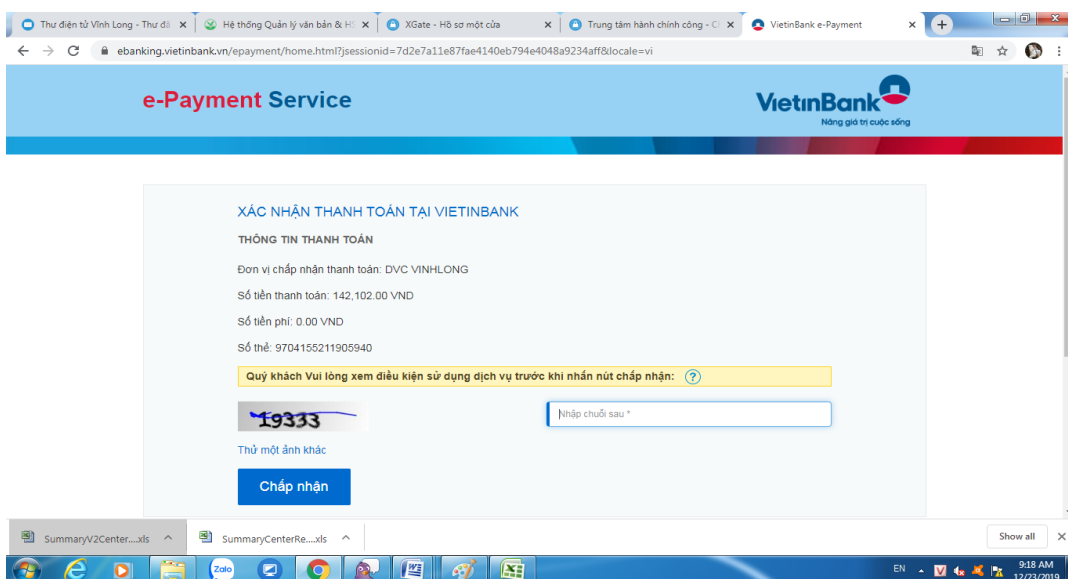 Thư điện tử Vĩnh Long - Thư đã
Hệ thống Quản lý văn bản & HS
XGate - Hồ sơ một cửa
Trung tâm hành chính công - C
VietinBank e-Payment
ebanking.vietinbank.vn/epayment/home.html?jsessionid=7d2e7a11e87fae4140eb794e4048a9234aff&locale=vi
e-Payment Service
VietinBank
Nâng giá trị cuộc sống
XÁC NHẬN THANH TOÁN TẠI VIETINBANK
THÔNG TIN THANH TOÁN
Đơn vị chấp nhận thanh toán: DVC VINHLONG
Số tiền thanh toán: 142,102.00 VND
Số tiền phí: 0.00 VND
Số thẻ: 9704155211905940
Quý khách Vui lòng xem điều kiện sử dụng dịch vụ trước khi nhấn nút chấp nhận: ?
19333
Nhập chuỗi sau *
Thử một ảnh khác
Chấp nhận
SummaryV2Center....xls
SummaryCenterRe....xls
Show all
Zalo
EN
9:18 AM
12/23/2019